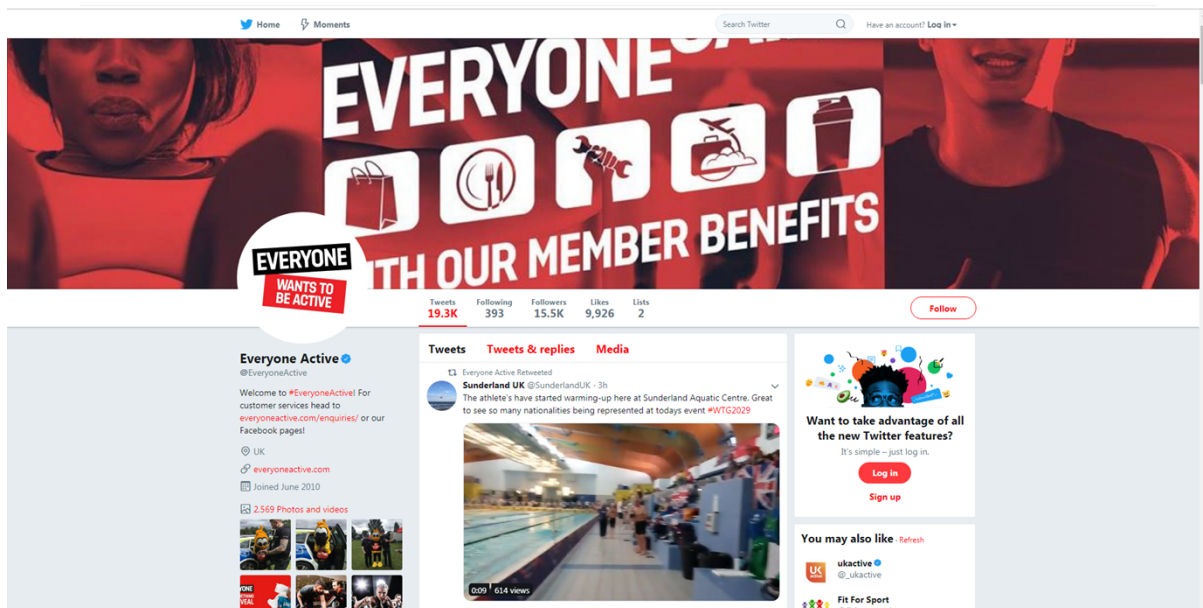 Home
Moments
Search Twitter
Have an account? Log in
EVERYONE
WITH OUR MEMBER BENEFITS
EVERYONE
WANTS TO
BE ACTIVE
Tweets
19.3K
Following
393
Followers
15.5K
Likes
9,926
Lists
2
Follow
Everyone Active
@EveryoneActive
Welcome to #EveryoneActive! For
customer services head to
everyoneactive.com/enquiries/ or our
Facebook pages!
UK
everyoneactive.com
Joined June 2010
2,569 Photos and videos
Tweets
Tweets & replies
Media
Everyone Active Retweeted
Sunderland UK @SunderlandUK · 3h
The athlete's have started warming-up here at Sunderland Aquatic Centre. Great
to see so many nationalities being represented at todays event #WTG2029
0:09
614 views
Want to take advantage of all
the new Twitter features?
It's simple – just log in.
Log in
Sign up
You may also like · Refresh
ukactive
@_ukactive
Fit For Sport